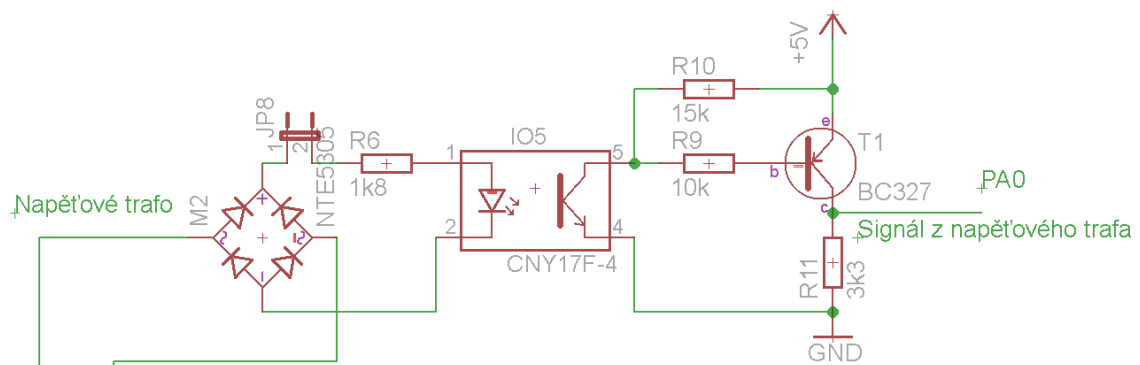 +5V
R10
15k
JP8
1
2
NTE5305
R6
1k8
IO5
1
2
5
4
CNY17F-4
R9
10k
e
b
c
T1
BC327
PA0
Napěťové trafo
M2
Signál z napěťového trafa
R11
3k3
GND